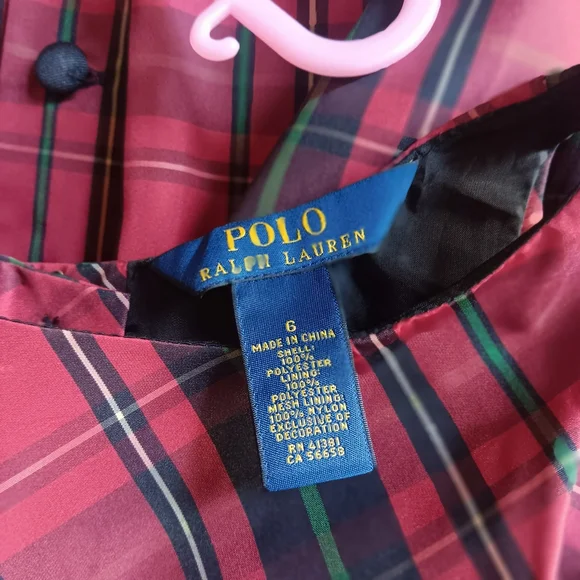 POLO
RALPH LAUREN
6
MADE IN CHINA
SHELL:
100%
POLYESTER
LINING:
100%
POLYESTER
MESH LINING:
100% NYLON
EXCLUSIVE OF
DECORATION
RN 41381
CA 56658